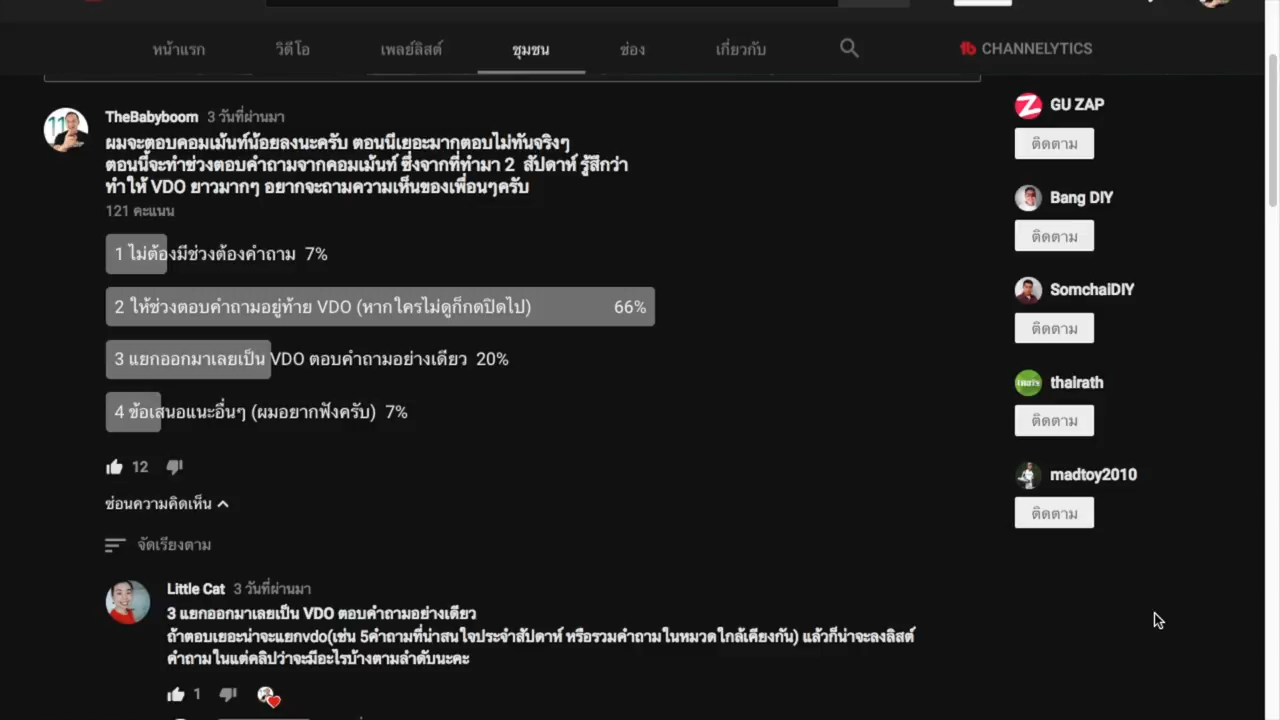 หน้าแรก
วิดีโอ
เพลย์ลิสต์
ชุมชน
ช่อง
เกี่ยวกับ
CHANNELYTICS
TheBabyboom 3 วันที่ผ่านมา
ผมจะตอบคอมเม้นท์น้อยลงนะครับ ตอนนี้เยอะมากตอบไม่ทันจริงๆ
ตอนนี้จะทำช่วงตอบคำถามจากคอมเม้นท์ ซึ่งจากที่ทำมา 2 สัปดาห์ รู้สึกว่า
ทำให้ VDO ยาวมากๆ อยากจะถามความเห็นของเพื่อนๆครับ
121 คะแนน
1 ไม่ต้องมีช่วงต้องคำถาม 7%
2 ให้ช่วงตอบคำถามอยู่ท้าย VDO (หากใครไม่ดูก็กดปิดไป) 66%
3 แยกออกมาเลยเป็น VDO ตอบคำถามอย่างเดียว 20%
4 ข้อเสนอแนะอื่นๆ (ผมอยากฟังครับ) 7%
12
ซ่อนความคิดเห็น
จัดเรียงตาม
Little Cat 3 วันที่ผ่านมา
3 แยกออกมาเลยเป็น VDO ตอบคำถามอย่างเดียว
ถ้าตอบเยอะน่าจะแยกvdo(เช่น 5คำถามที่น่าสนใจประจำสัปดาห์ หรือรวมคำถามในหมวดใกล้เคียงกัน) แล้วก็น่าจะลงลิสต์
คำถามในแต่คลิปว่าจะมีอะไรบ้างตามลำดับนะคะ
1
GU ZAP
ติดตาม
Bang DIY
ติดตาม
SomchaiDIY
ติดตาม
thairath
ติดตาม
madtoy2010
ติดตาม